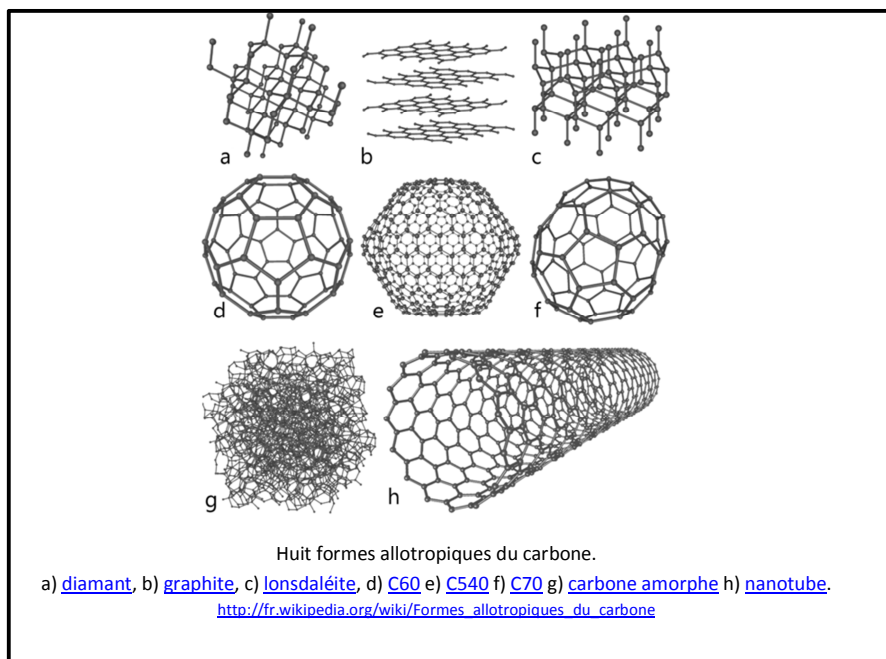 a b c
d e f
g h
Huit formes allotropiques du carbone.
a) diamant, b) graphite, c) lonsdaléite, d) C60 e) C540 f) C70 g) carbone amorphe h) nanotube.
http://fr.wikipedia.org/wiki/Formes_allotropiques_du_carbone